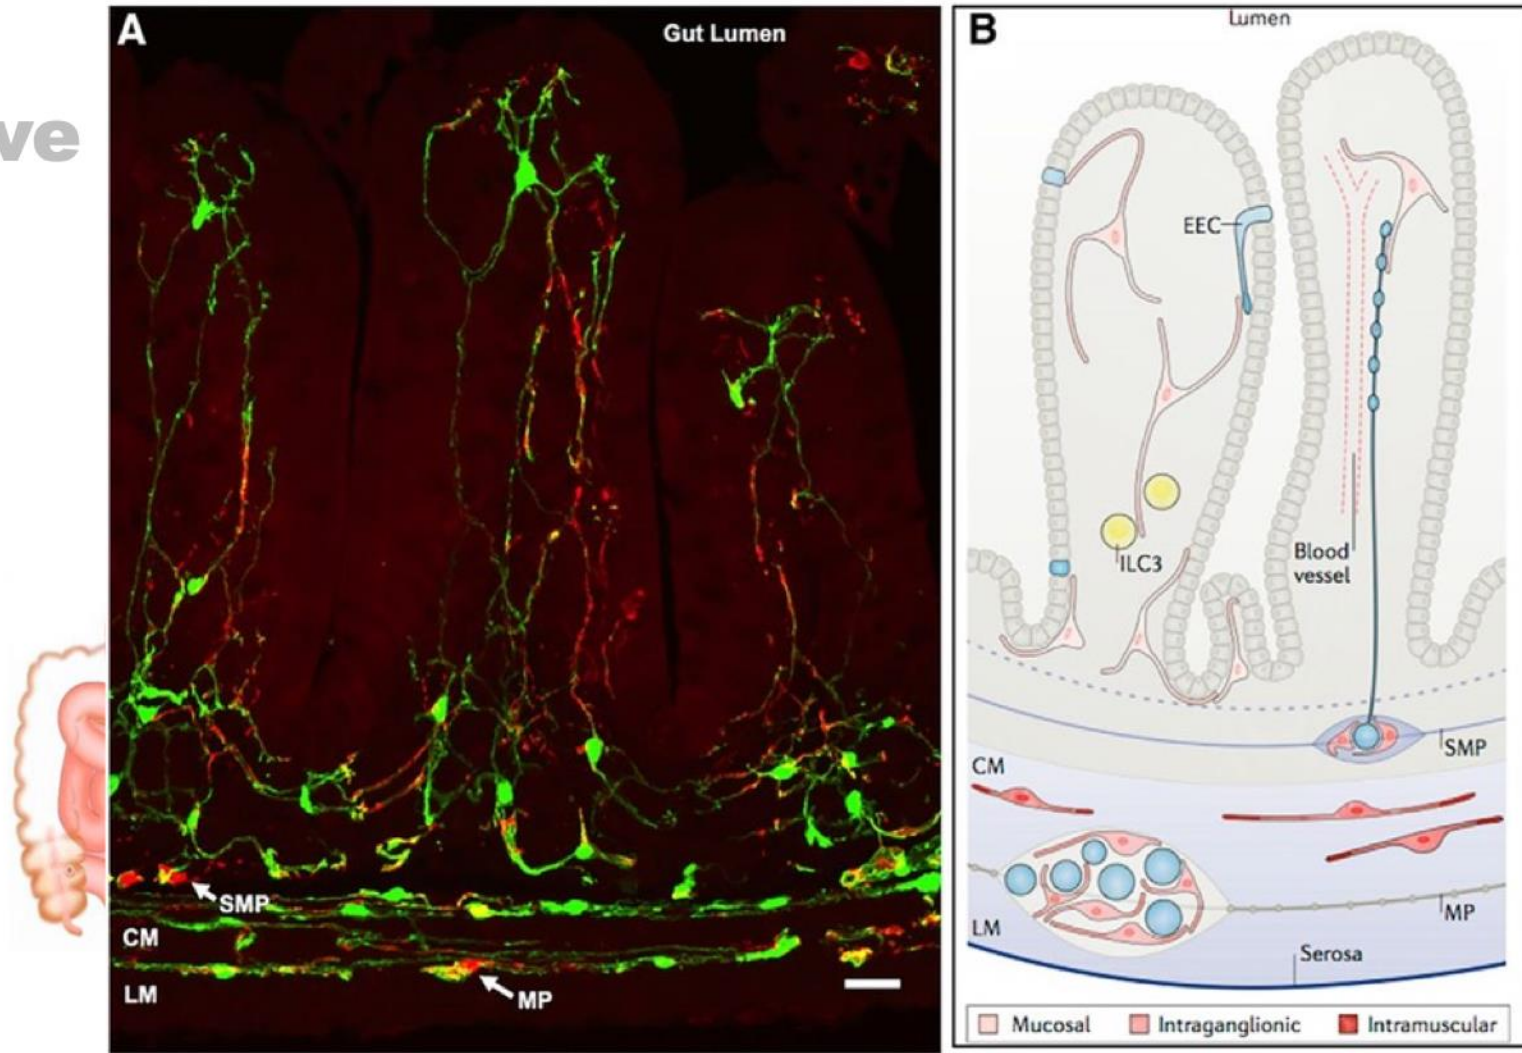 ve
A
Gut Lumen
SMP
CM
LM
MP
B
Lumen
EEC
ILC3
Blood
vessel
SMP
CM
MP
LM
Serosa
Mucosal
Intraganglionic
Intramuscular